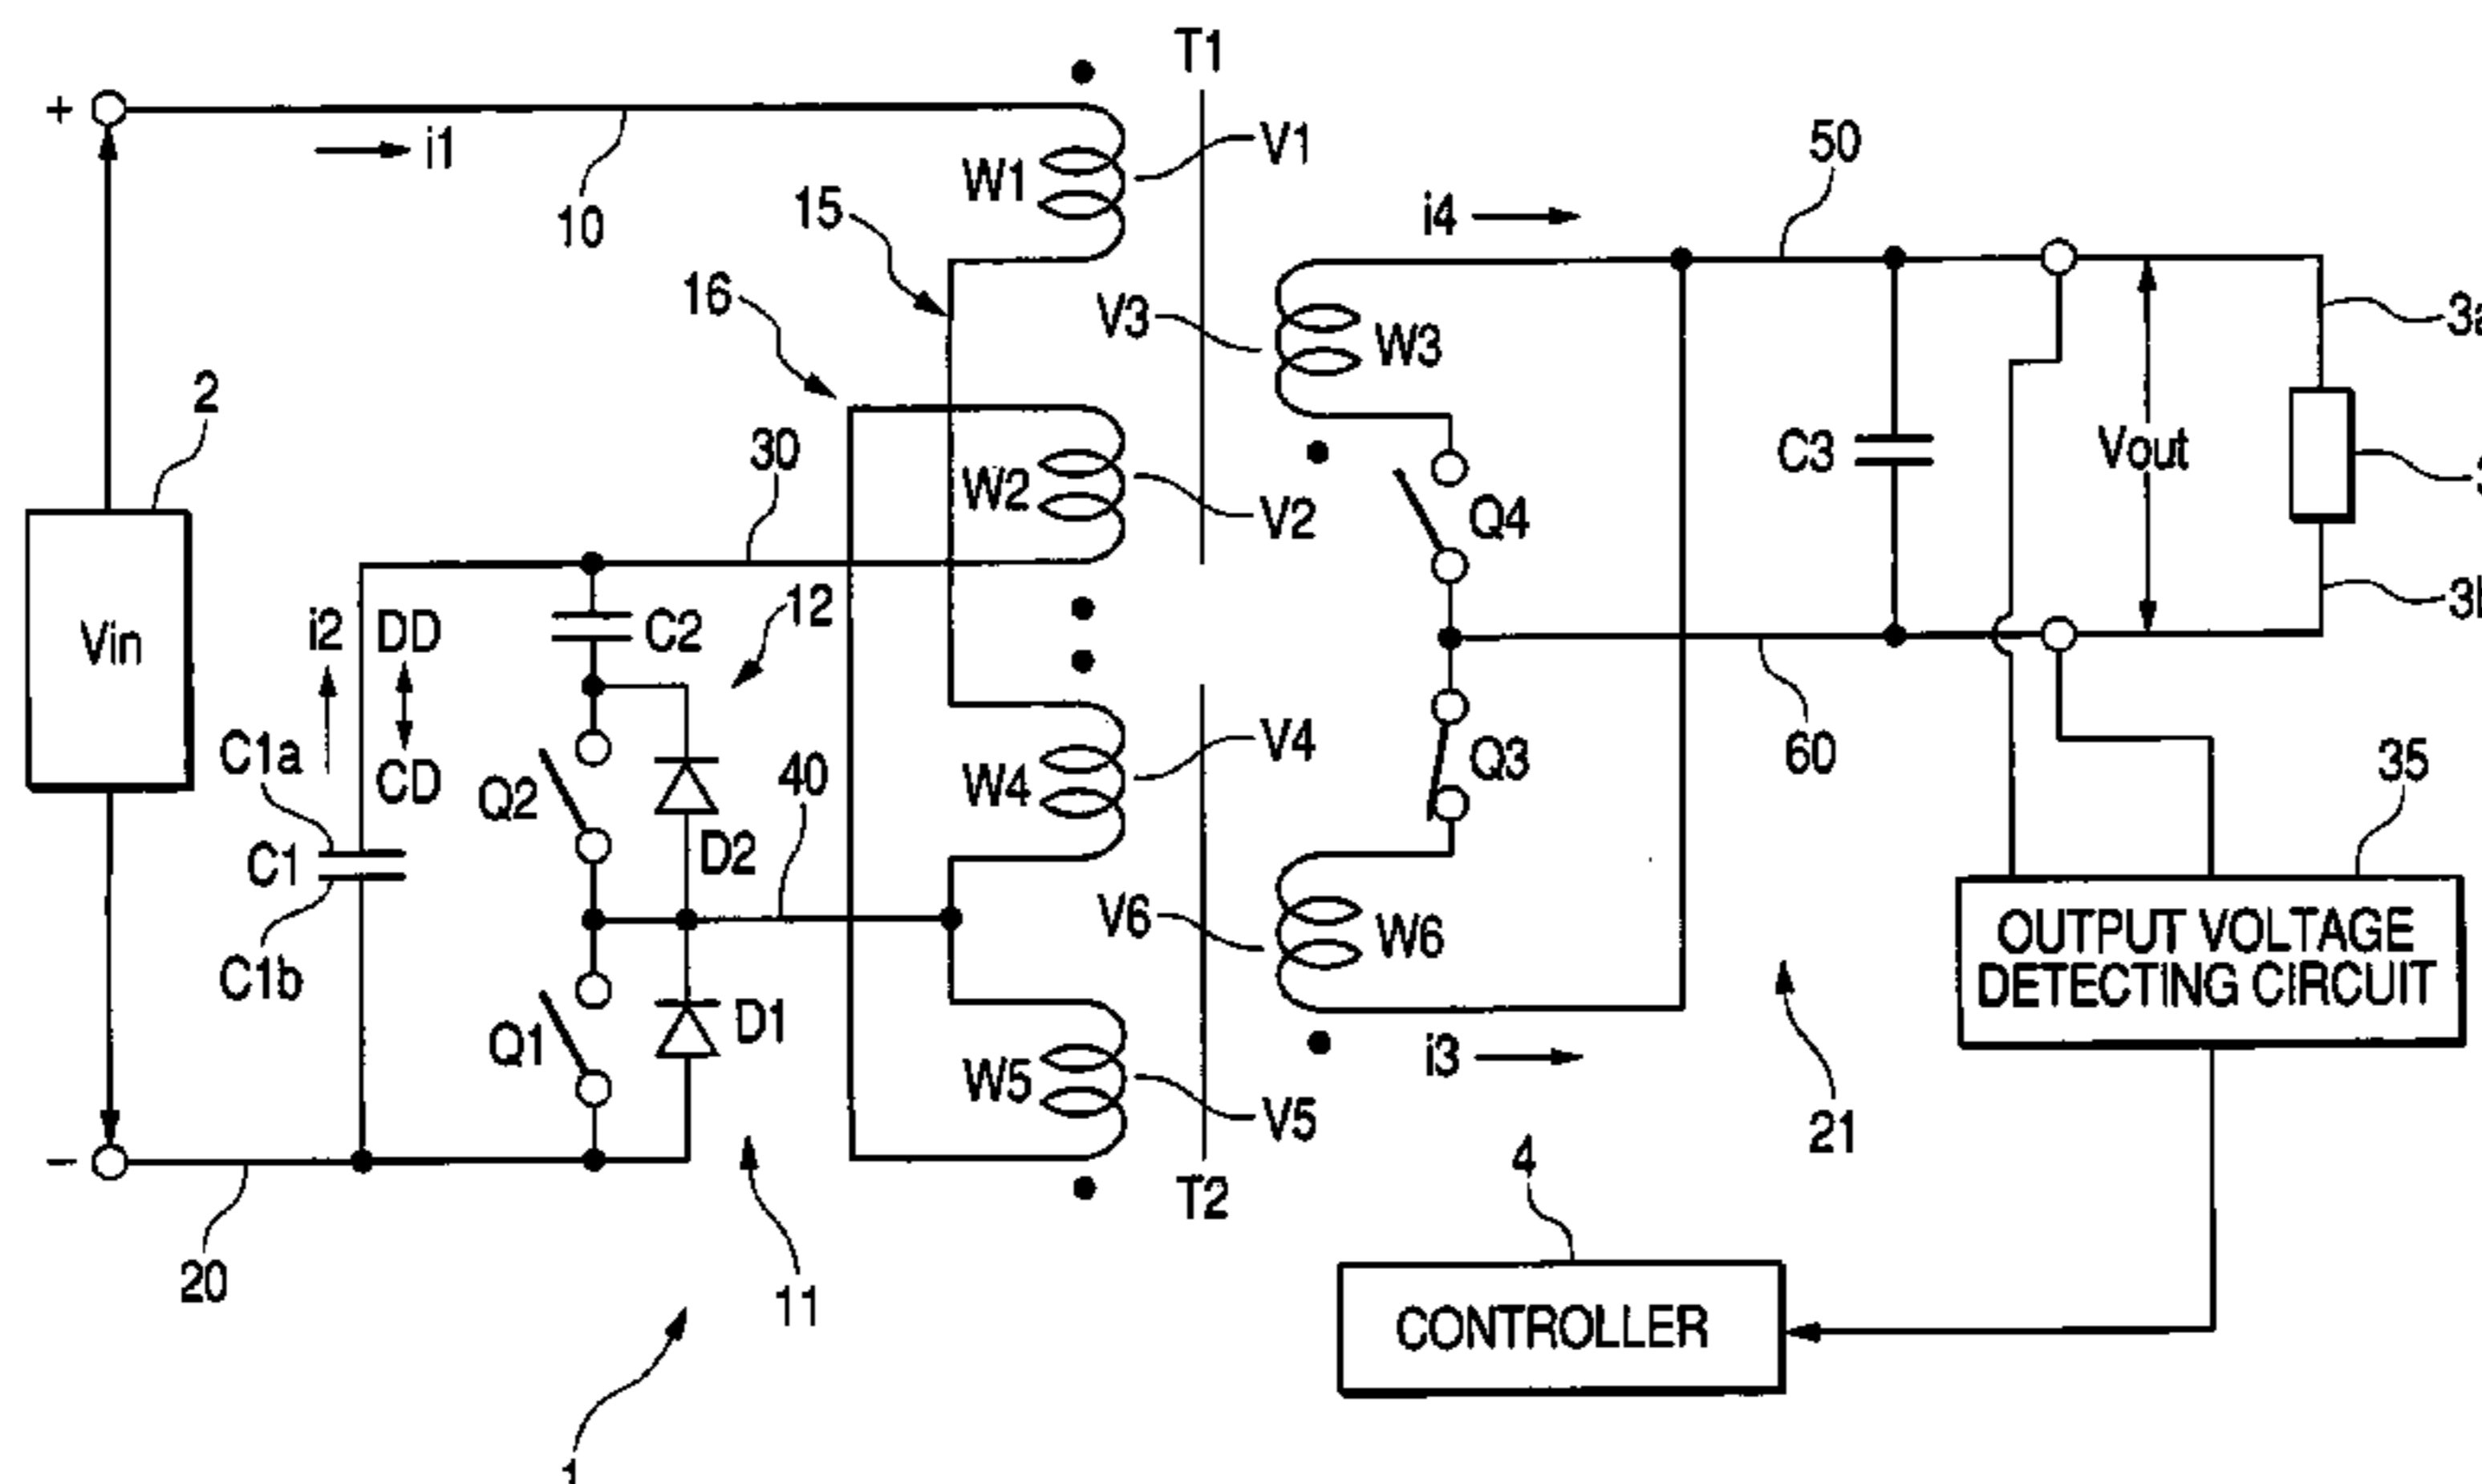 T1
+
i1
V1
50
W1
10
15
i4
16
V3
W3
3a
2
30
C3
Vout
W2
V2
Q4
12
i2
DD
C2
Vin
3b
C1a
CD
40
V4
60
Q3
35
Q2
W4
C1
D2
V6
W6
OUTPUT VOLTAGE
DETECTING CIRCUIT
C1b
Q1
D1
i3
W5
V5
21
4
−
T2
20
11
CONTROLLER
1